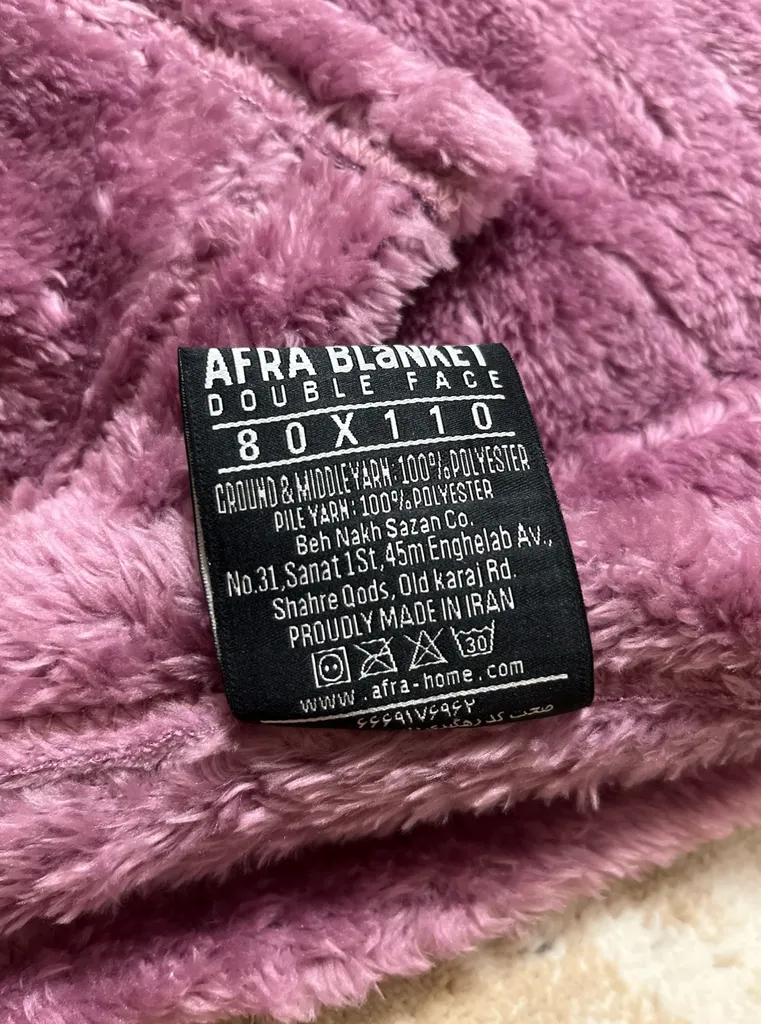 AFRA BLaNKET
DOUBLE FACE
80X110
GROUND & MIDDLE YARN: 100% POLYESTER
PILE YARN: 100% POLYESTER
Beh Nakh Sazan Co.
No.31, Sanat 1St, 45m Enghelab Av.,
Shahre Qods, Old Karaj Rd.
PROUDLY MADE IN IRAN
30
www.afra-home.com